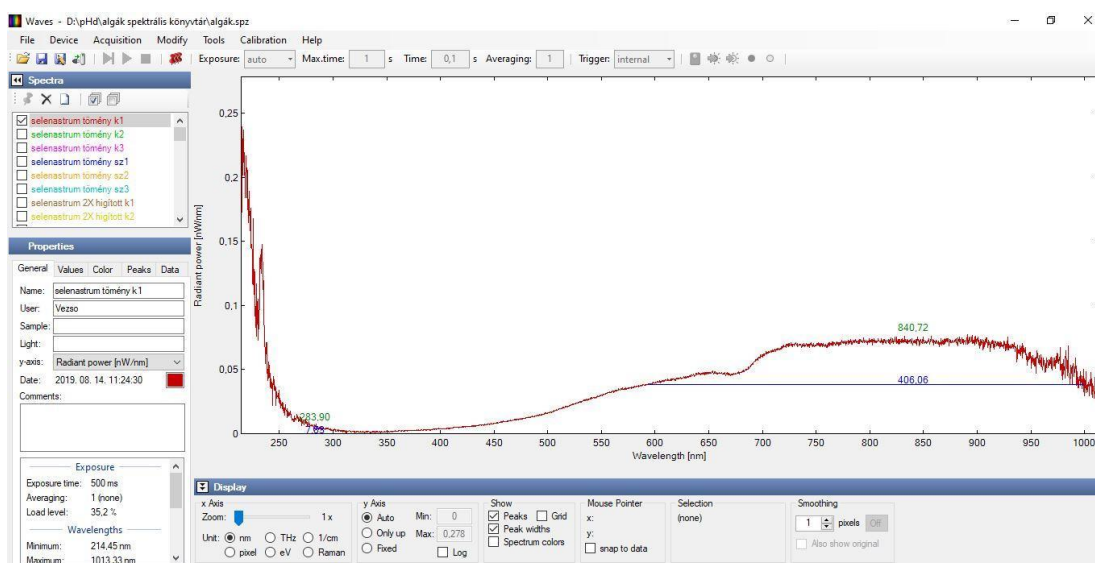 Waves - D:\pHd\algák spektrális könyvtár\algák.spz
File Device Acquisition Modify Tools Calibration Help
Exposure: auto Max.time: 1 s Time: 0,1 s Averaging: 1 Trigger: internal
Spectra
selenastrum tömény k1
selenastrum tömény k2
selenastrum tömény k3
selenastrum tömény sz1
selenastrum tömény sz2
selenastrum tömény sz3
selenastrum 2X higított k1
selenastrum 2X higított k2
Properties
General Values Color Peaks Data
Name: selenastrum tömény k1
User: Vezso
Sample:
Light:
y-axis: Radiant power [nW/nm]
Date: 2019. 08. 14. 11:24:30
Comments:
Exposure
Exposure time: 500 ms
Averaging: 1 (none)
Load level: 35,2 %
Wavelengths
Minimum: 214,45 nm
Maximum: 1013,33 nm
Radiant power [nW/nm]
0,25
0,2
0,15
0,1
0,05
0
840,72
406,06
283,90
250 300 350 400 450 500 550 600 650 700 750 800 850 900 950 1000
Wavelength [nm]
Display
x Axis
Zoom: 1 x
Unit: nm THz 1/cm
pixel eV Raman
y Axis
Auto Min: 0
Only up Max: 0,278
Fixed Log
Show
Peaks Grid
Peak widths
Spectrum colors
Mouse Pointer
x:
y:
snap to data
Selection
(none)
Smoothing
1 pixels Off
Also show original